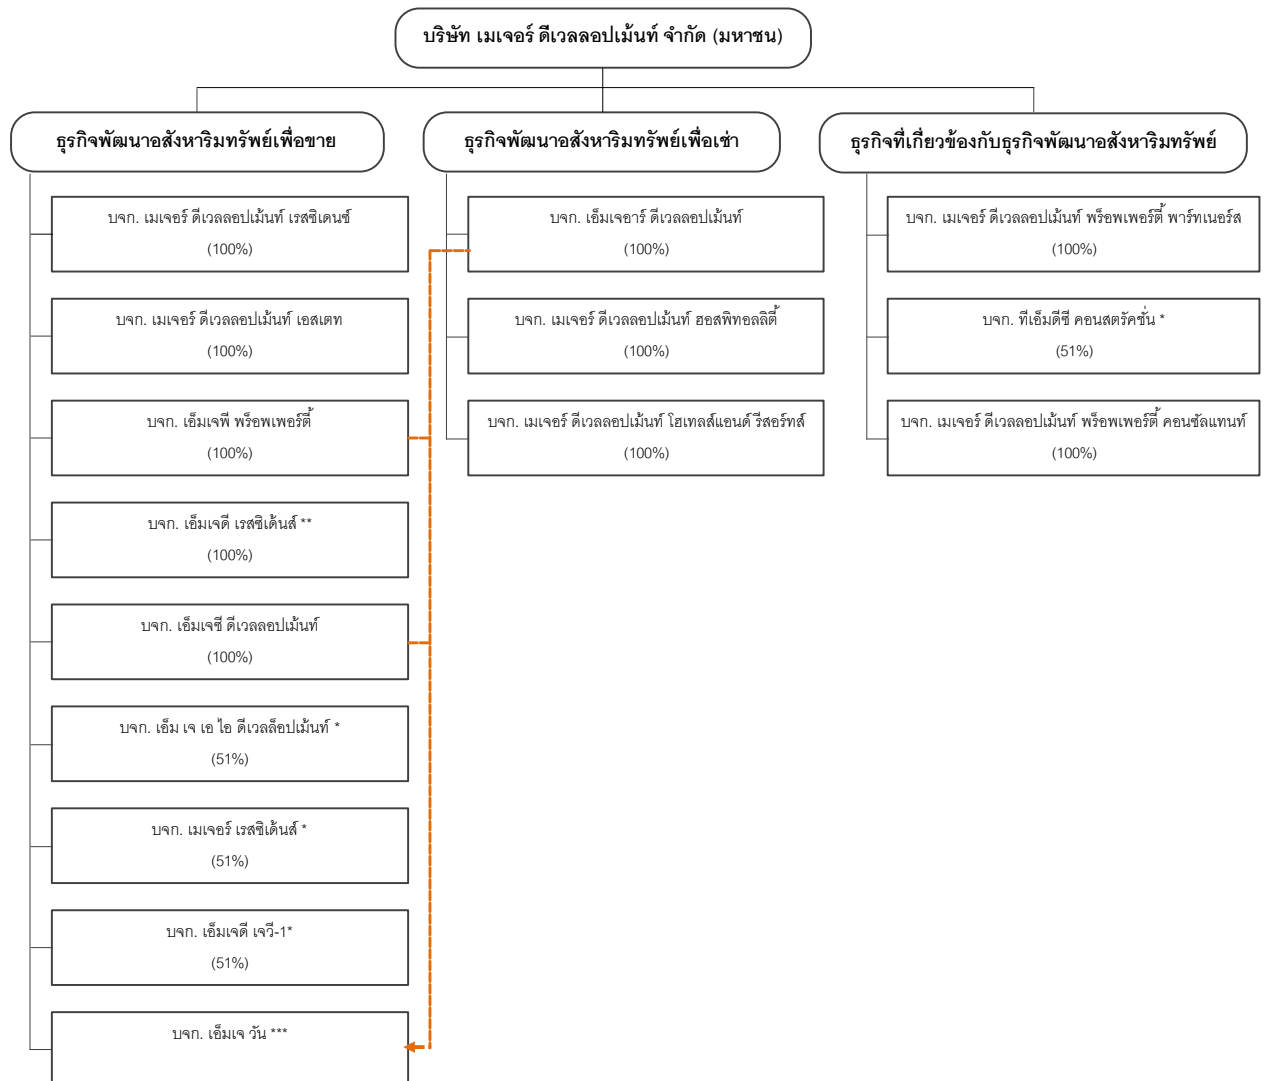 บริษัท เมเจอร์ ดีเวลลอปเม้นท์ จำกัด (มหาชน)
ธุรกิจพัฒนาอสังหาริมทรัพย์เพื่อขาย
บจก. เมเจอร์ ดีเวลลอปเม้นท์ เรสซิเดนซ์
(100%)
บจก. เมเจอร์ ดีเวลลอปเม้นท์ เอสเตท
(100%)
บจก. เอ็มเจพี พร็อพเพอร์ตี้
(100%)
บจก. เอ็มเจดี เรสซิเด้นส์ **
(100%)
บจก. เอ็มเจซี ดีเวลลอปเม้นท์
(100%)
บจก. เอ็ม เจ เอ ไอ ดีเวลล็อปเม้นท์ *
(51%)
บจก. เมเจอร์ เรสซิเด้นส์ *
(51%)
บจก. เอ็มเจดี เจวี-1*
(51%)
บจก. เอ็มเจ วัน ***
ธุรกิจพัฒนาอสังหาริมทรัพย์เพื่อเช่า
บจก. เอ็มเจอาร์ ดีเวลลอปเม้นท์
(100%)
บจก. เมเจอร์ ดีเวลลอปเม้นท์ ฮอสพิทอลลิตี้
(100%)
บจก. เมเจอร์ ดีเวลลอปเม้นท์ โฮเทลส์แอนด์ รีสอร์ทส์
(100%)
ธุรกิจที่เกี่ยวข้องกับธุรกิจพัฒนาอสังหาริมทรัพย์
บจก. เมเจอร์ ดีเวลลอปเม้นท์ พร็อพเพอร์ตี้ พาร์ทเนอร์ส
(100%)
บจก. ทีเอ็มดีซี คอนสตรัคชั่น *
(51%)
บจก. เมเจอร์ ดีเวลลอปเม้นท์ พร็อพเพอร์ตี้ คอนซัลแทนท์
(100%)